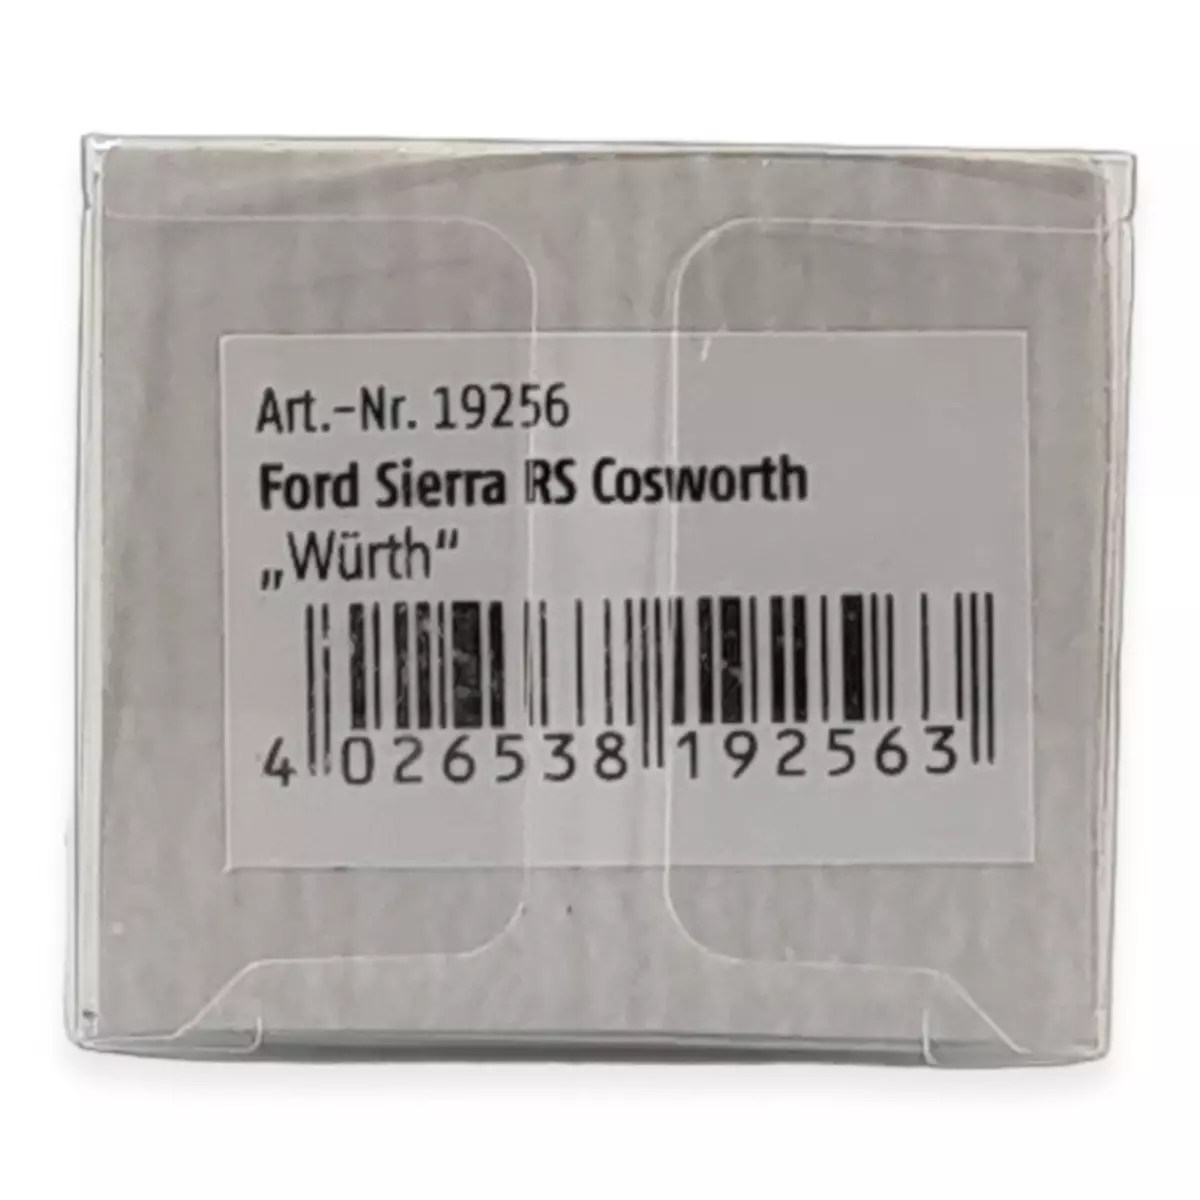 Art.-Nr. 19256
Ford Sierra RS Cosworth
„Würth“
4 026538 192563